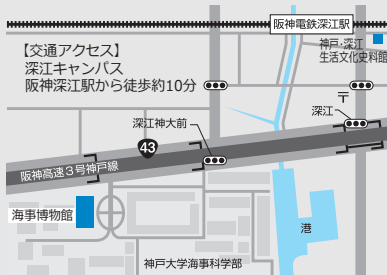 阪神電鉄深江駅
【交通アクセス】
深江キャンパス
阪神深江駅から徒歩約10分
神戸・深江
生活文化史料館
〒
深江
深江神大前
43
阪神高速3号神戸線
海事博物館
港
神戸大学海事科学部